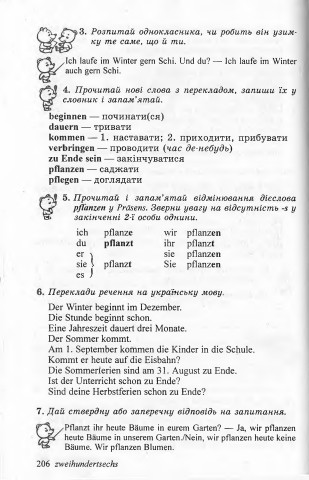 3. Розпитай однокласника, чи робить він узим-
ку те саме, що й ти.
Ich laufe im Winter gern Schi. Und du? — Ich laufe im Winter
auch gern Schi.
4. Прочитай нові слова з перекладом, запиши їх у
словник і запам'ятай.
beginnen — починати(ся)
dauern — тривати
kommen — 1. наставати; 2. приходити, прибувати
verbringen — проводити (час де-небудь)
zu Ende sein — закінчуватися
pflanzen — саджати
pflegen — доглядати
5. Прочитай і запам'ятай відмінювання дієслова
pflanzen у Präsens. Зверни увагу на відсутність -s у
закінченні 2-ї особи однини.
ich pflanze wir pflanzen
du pflanzt ihr pflanzt
er sie pflanzen
sie } pflanzt Sie pflanzen
es
6. Переклади речення на українську мову.
Der Winter beginnt im Dezember.
Die Stunde beginnt schon.
Eine Jahreszeit dauert drei Monate.
Der Sommer kommt.
Am 1. September kommen die Kinder in die Schule.
Kommt er heute auf die Eisbahn?
Die Sommerferien sind am 31. August zu Ende.
Ist der Unterricht schon zu Ende?
Sind deine Herbstferien schon zu Ende?
7. Дай ствердну або заперечну відповідь на запитання.
Pflanzt ihr heute Bäume in eurem Garten? — Ja, wir pflanzen
heute Bäume in unserem Garten./Nein, wir pflanzen heute keine
Bäume. Wir pflanzen Blumen.
206 zweihundertsechs